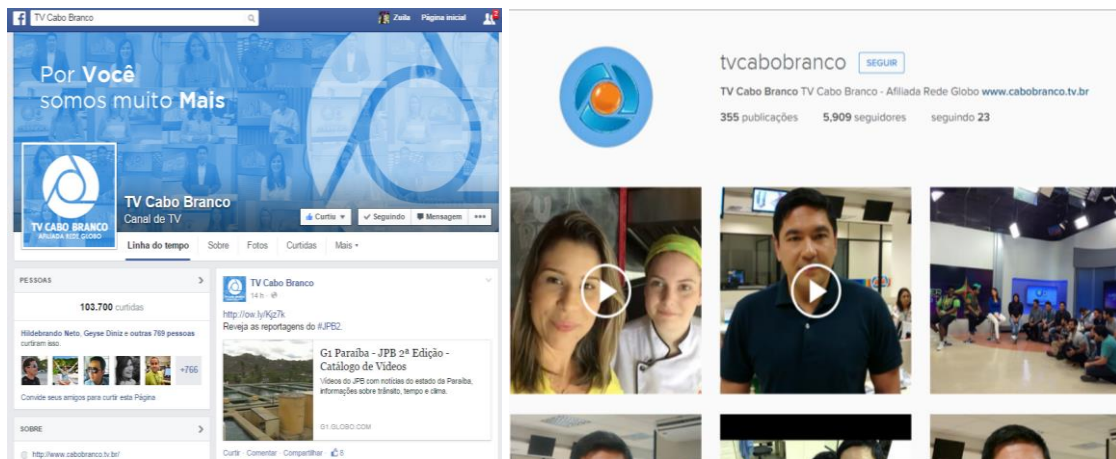 TV Cabo Branco
Zuila Página inicial
2
Por Você
somos muito Mais
TV CABO BRANCO
AFILIADA REDE GLOBO
TV Cabo Branco
Canal de TV
Curtiu Seguindo Mensagem
Linha do tempo Sobre Fotos Curtidas Mais
PESSOAS
103.700 curtidas
Hildebrando Neto, Geyse Diniz e outras 769 pessoas
curtiram isso.
+766
Convide seus amigos para curtir esta Página
SOBRE
http://www.cabobranco.tv.br/
TV Cabo Branco
14 h
http://ow.ly/Kjz7k
Reveja as reportagens do #JPB2.
G1 Paraíba - JPB 2ª Edição -
Catálogo de Vídeos
Vídeos do JPB com notícias do estado da Paraíba,
informações sobre trânsito, tempo e clima.
G1.GLOBO.COM
Curtir · Comentar · Compartilhar · 5
tvcabobranco SEGUIR
TV Cabo Branco TV Cabo Branco - Afiliada Rede Globo www.cabobranco.tv.br
355 publicações 5,909 seguidores seguindo 23